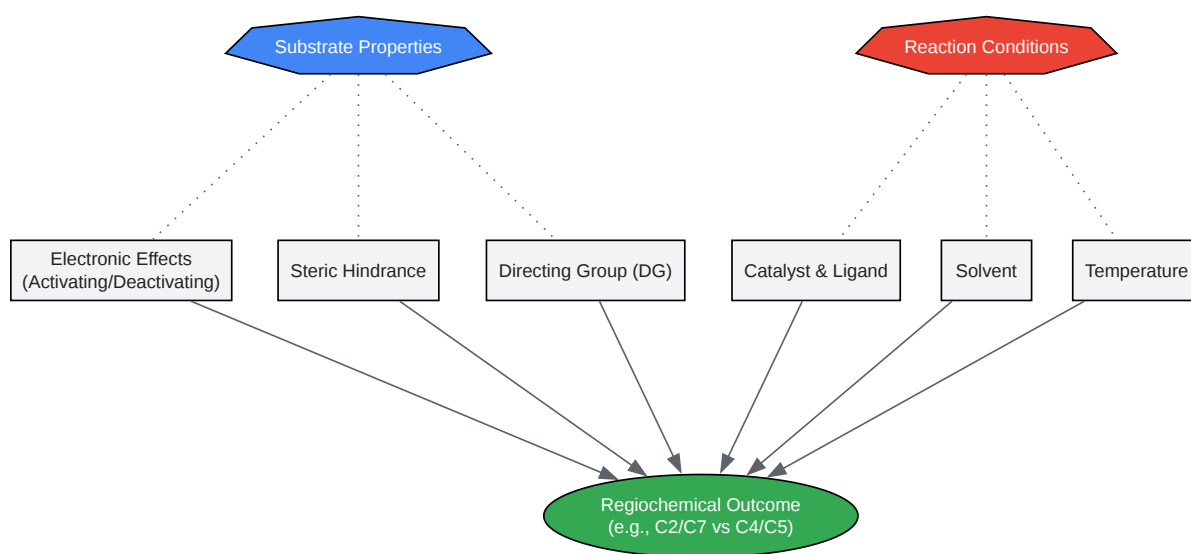 Substrate Properties
Reaction Conditions
Electronic Effects
(Activating/Deactivating)
Steric Hindrance
Directing Group (DG)
Catalyst & Ligand
Solvent
Temperature
Regiochemical Outcome
(e.g., C2/C7 vs C4/C5)